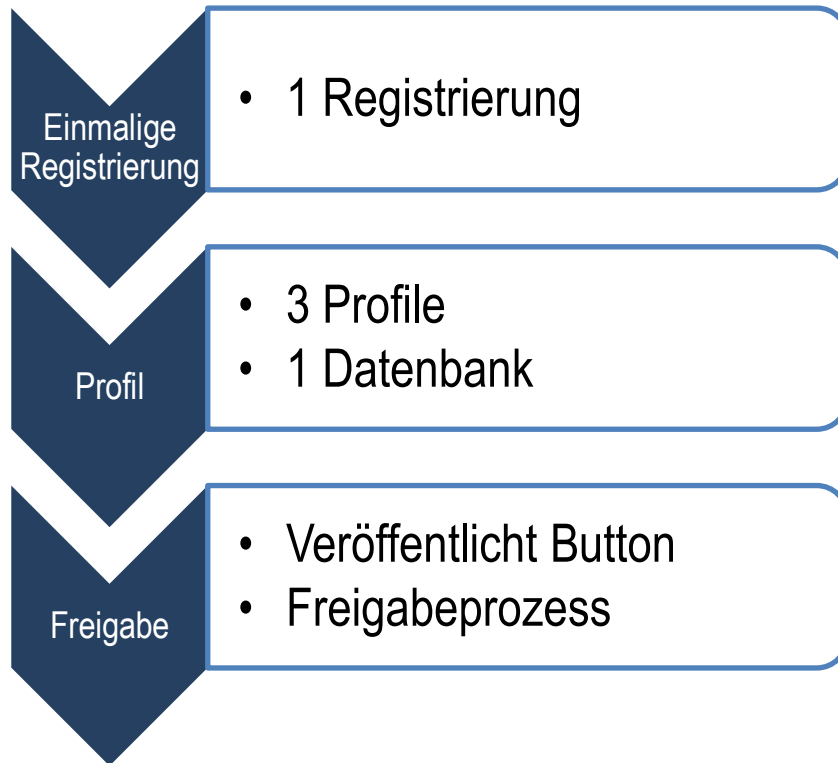 Einmalige
Registrierung
• 1 Registrierung
Profil
• 3 Profile
• 1 Datenbank
Freigabe
• Veröffentlicht Button
• Freigabeprozess